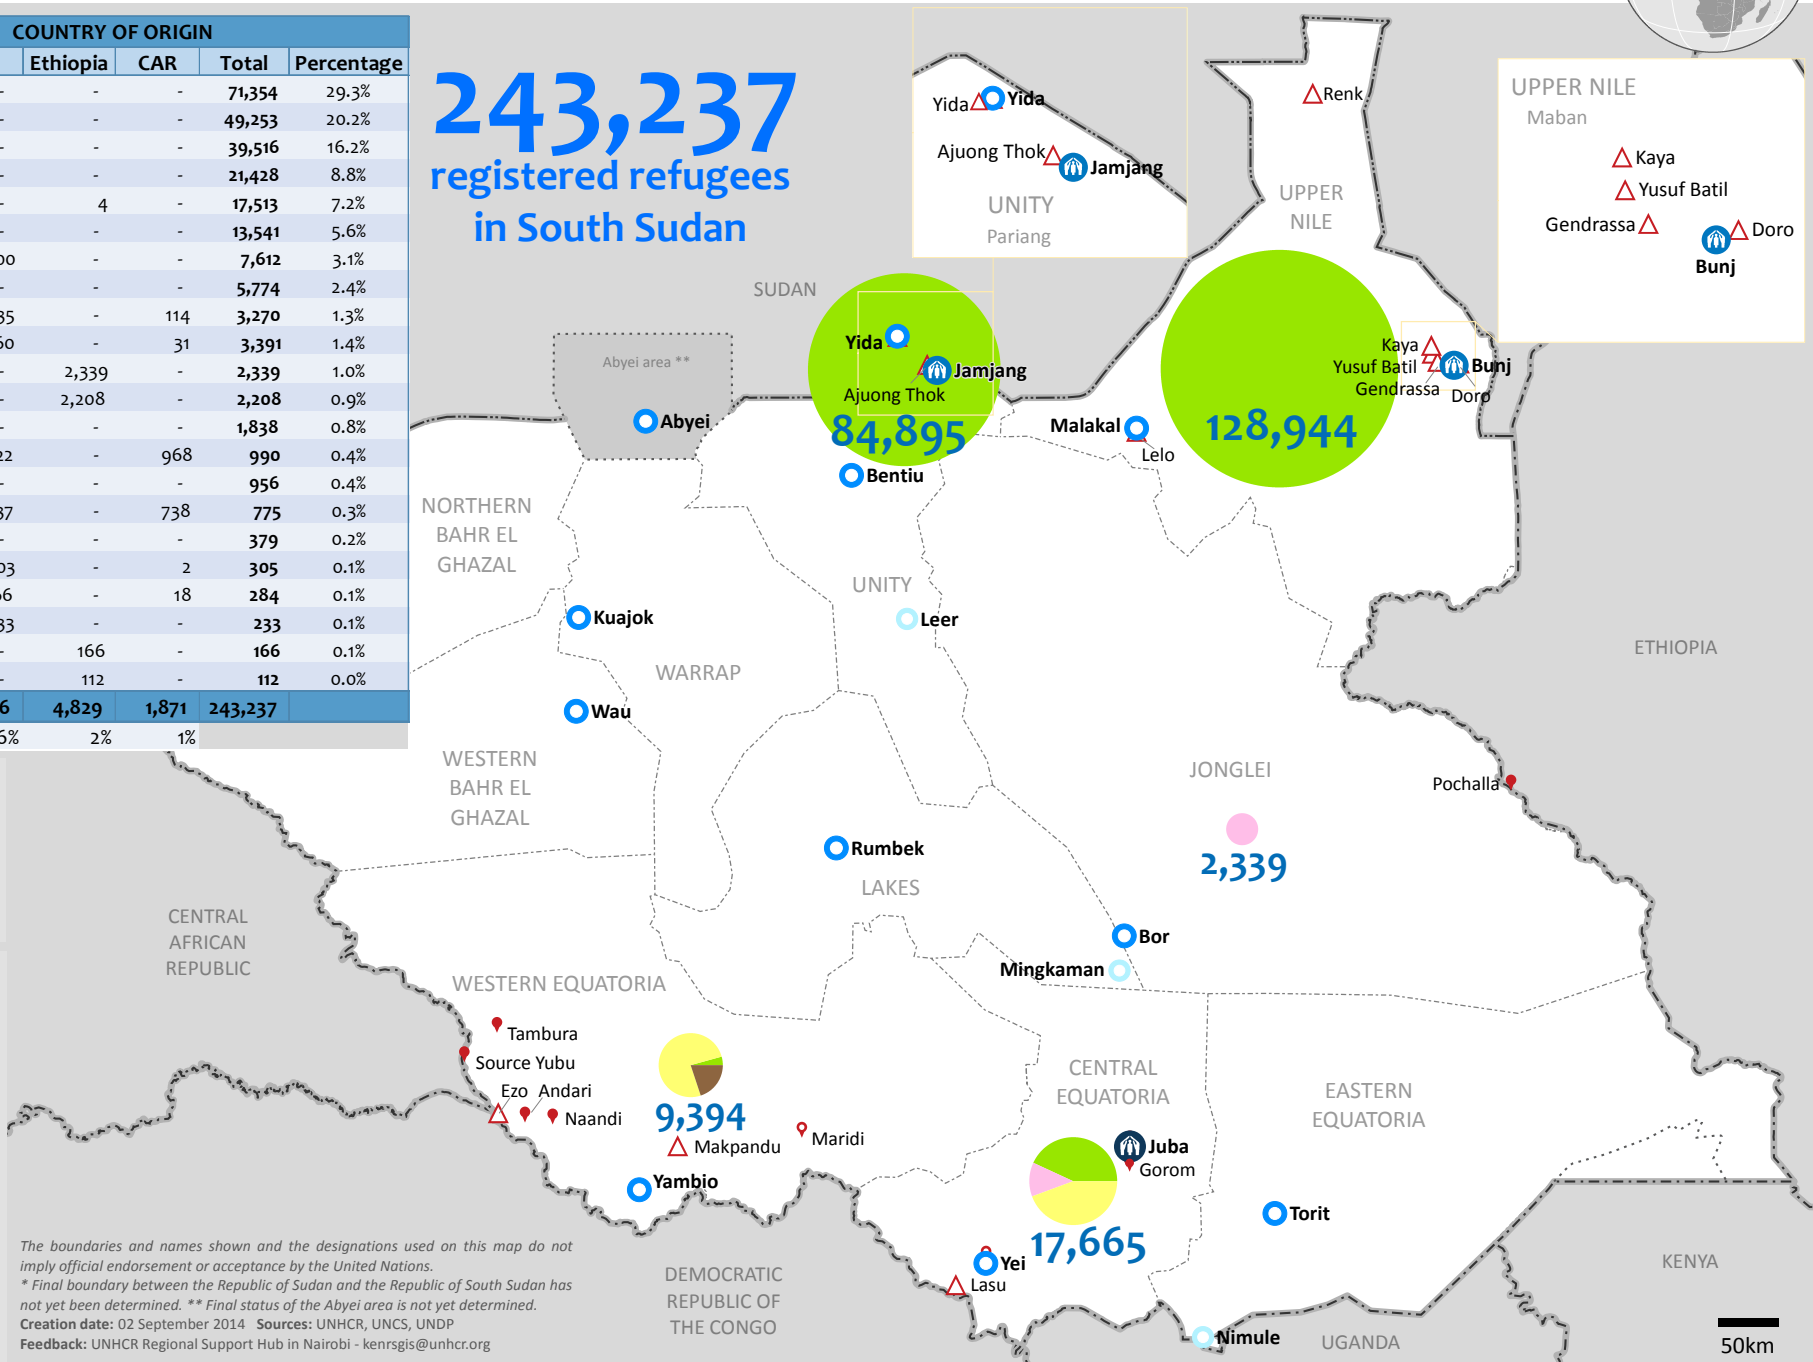 COUNTRY OF ORIGIN
Ethiopia CAR Total Percentage
- - - 71,354 29.3%
- - - 49,253 20.2%
- - - 39,516 16.2%
- - - 21,428 8.8%
- 4 - 17,513 7.2%
- - - 13,541 5.6%
00 - - 7,612 3.1%
- - - 5,774 2.4%
35 - 114 3,270 1.3%
60 - 31 3,391 1.4%
- 2,339 - 2,339 1.0%
- 2,208 - 2,208 0.9%
- - - 1,838 0.8%
22 - 968 990 0.4%
- - - 956 0.4%
37 - 738 775 0.3%
- - - 379 0.2%
03 - 2 305 0.1%
66 - 18 284 0.1%
33 - - 233 0.1%
- 166 - 166 0.1%
- 112 - 112 0.0%
6 4,829 1,871 243,237
6% 2% 1%
243,237
registered refugees
in South Sudan
Yida Yida
Ajuong Thok
Jamjang
UNITY
Pariang
Renk
UPPER
NILE
UPPER NILE
Maban
Kaya
Yusuf Batil
Gendrassa
Doro
Bunj
SUDAN
Abyei area **
Abyei
Yida
Jamjang
Ajuong Thok
84,895
Bentiu
Malakal
Lelo
128,944
Kaya
Yusuf Batil
Bunj
Gendrassa
Doro
NORTHERN
BAHR EL
GHAZAL
UNITY
Leer
Kuajok
WARRAP
ETHIOPIA
Wau
WESTERN
BAHR EL
GHAZAL
JONGLEI
Pochalla
2,339
Rumbek
LAKES
CENTRAL
AFRICAN
REPUBLIC
Bor
Mingkaman
WESTERN EQUATORIA
Tambura
Source Yubu
Ezo Andari
Naandi
9,394
Makpandu
Maridi
Yambio
CENTRAL
EQUATORIA
Juba
Gorom
17,665
Yei
Lasu
EASTERN
EQUATORIA
Torit
Nimule
UGANDA
KENYA
DEMOCRATIC
REPUBLIC OF
THE CONGO
50km
The boundaries and names shown and the designations used on this map do not
imply official endorsement or acceptance by the United Nations.
* Final boundary between the Republic of Sudan and the Republic of South Sudan has
not yet been determined. ** Final status of the Abyei area is not yet determined.
Creation date: 02 September 2014 Sources: UNHCR, UNCS, UNDP
Feedback: UNHCR Regional Support Hub in Nairobi - kenrsgis@unhcr.org